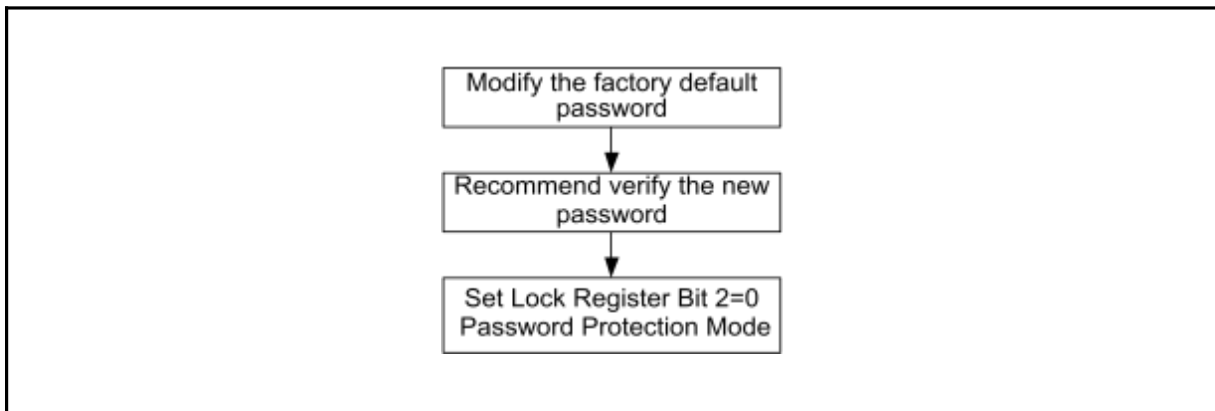 Modify the factory default
password
Recommend verify the new
password
Set Lock Register Bit 2=0
Password Protection Mode